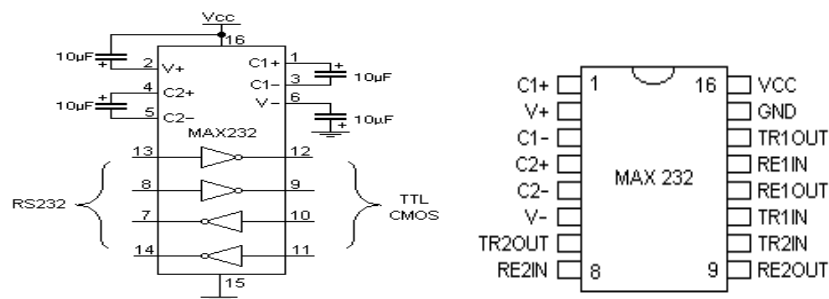 Vcc
16
10µF
2 V+
C1+ 1
C1− 3
10µF
10µF
4 C2+
5 C2−
V− 6
10µF
MAX232
13 12
8 9
7 10
14 11
RS232
TTL
CMOS
15
C1+ 1 16 VCC
V+ GND
C1− TR1OUT
C2+ RE1IN
MAX 232
C2− RE1OUT
V− TR1IN
TR2OUT TR2IN
RE2IN 8 9 RE2OUT